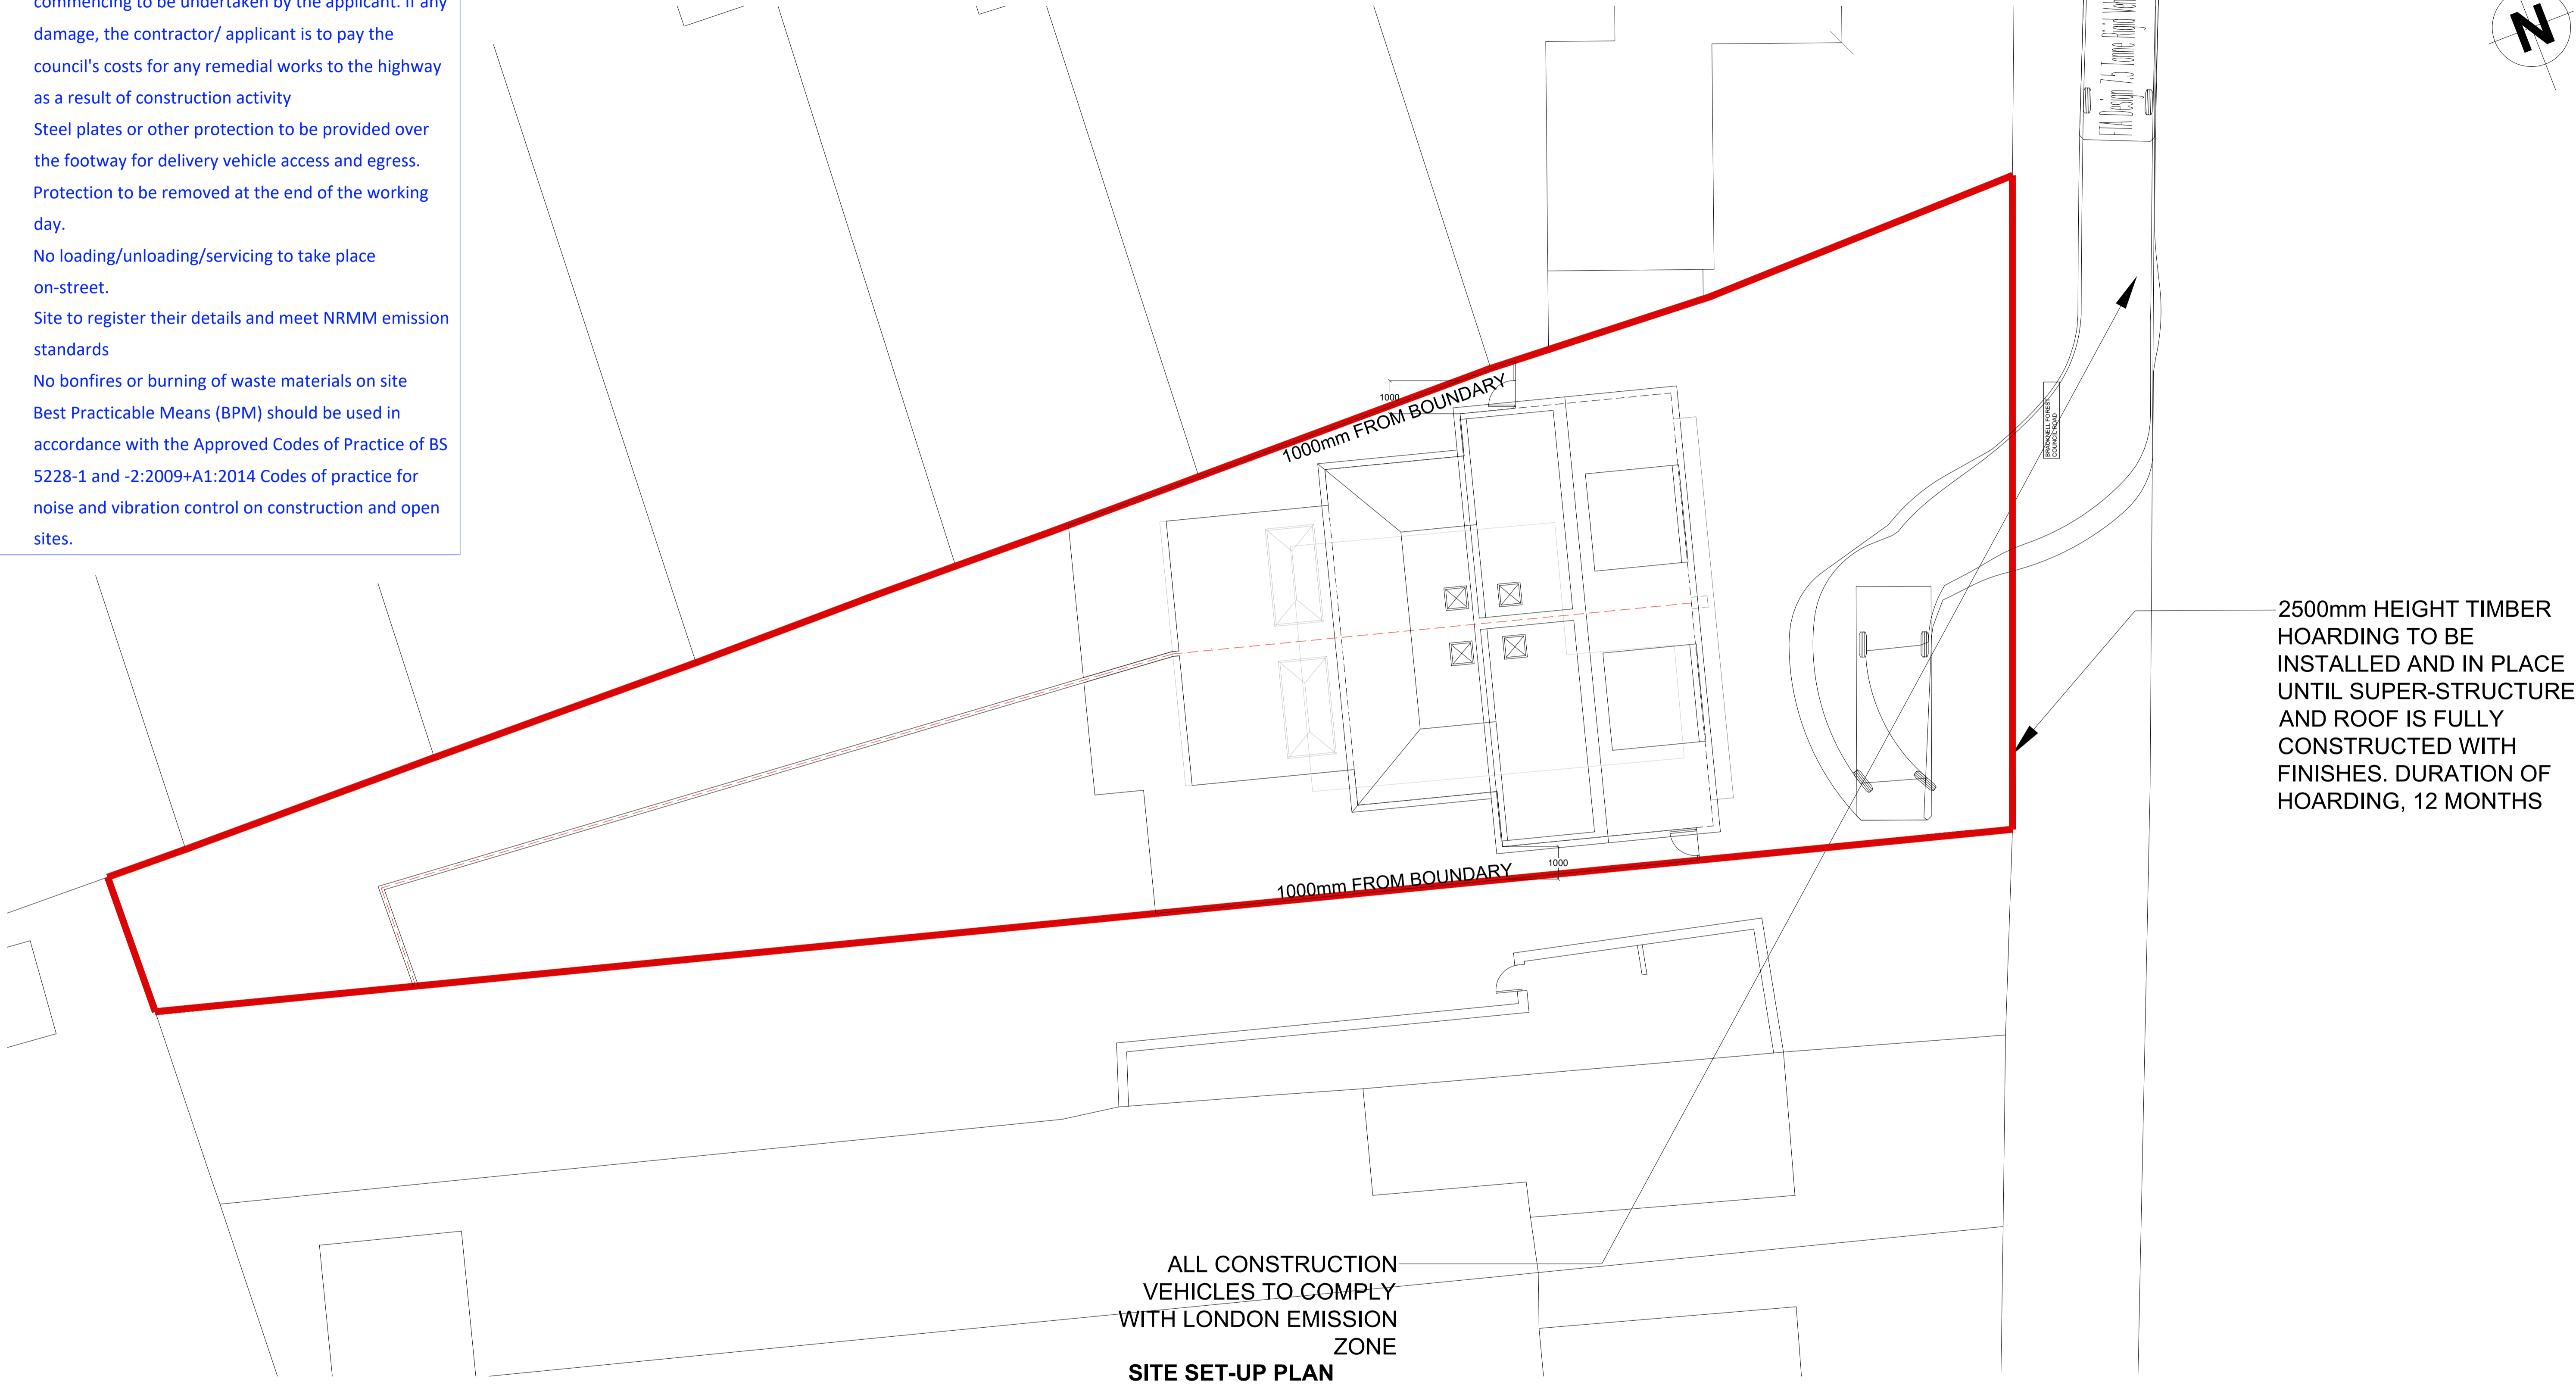 commencing to be undertaken by the applicant. If any
damage, the contractor/ applicant is to pay the
council's costs for any remedial works to the highway
as a result of construction activity
Steel plates or other protection to be provided over
the footway for delivery vehicle access and egress.
Protection to be removed at the end of the working
day.
No loading/unloading/servicing to take place
on-street.
Site to register their details and meet NRMM emission
standards
No bonfires or burning of waste materials on site
Best Practicable Means (BPM) should be used in
accordance with the Approved Codes of Practice of BS
5228-1 and -2:2009+A1:2014 Codes of practice for
noise and vibration control on construction and open
sites.
N
FTA Design 7.5 Tonne Rigid
BRACKNELL FOREST
COUNCIL ROAD
1000
1000mm FROM BOUNDARY
2500mm HEIGHT TIMBER
HOARDING TO BE
INSTALLED AND IN PLACE
UNTIL SUPER-STRUCTURE
AND ROOF IS FULLY
CONSTRUCTED WITH
FINISHES. DURATION OF
HOARDING, 12 MONTHS
1000
1000mm FROM BOUNDARY
ALL CONSTRUCTION
VEHICLES TO COMPLY
WITH LONDON EMISSION
ZONE
SITE SET-UP PLAN